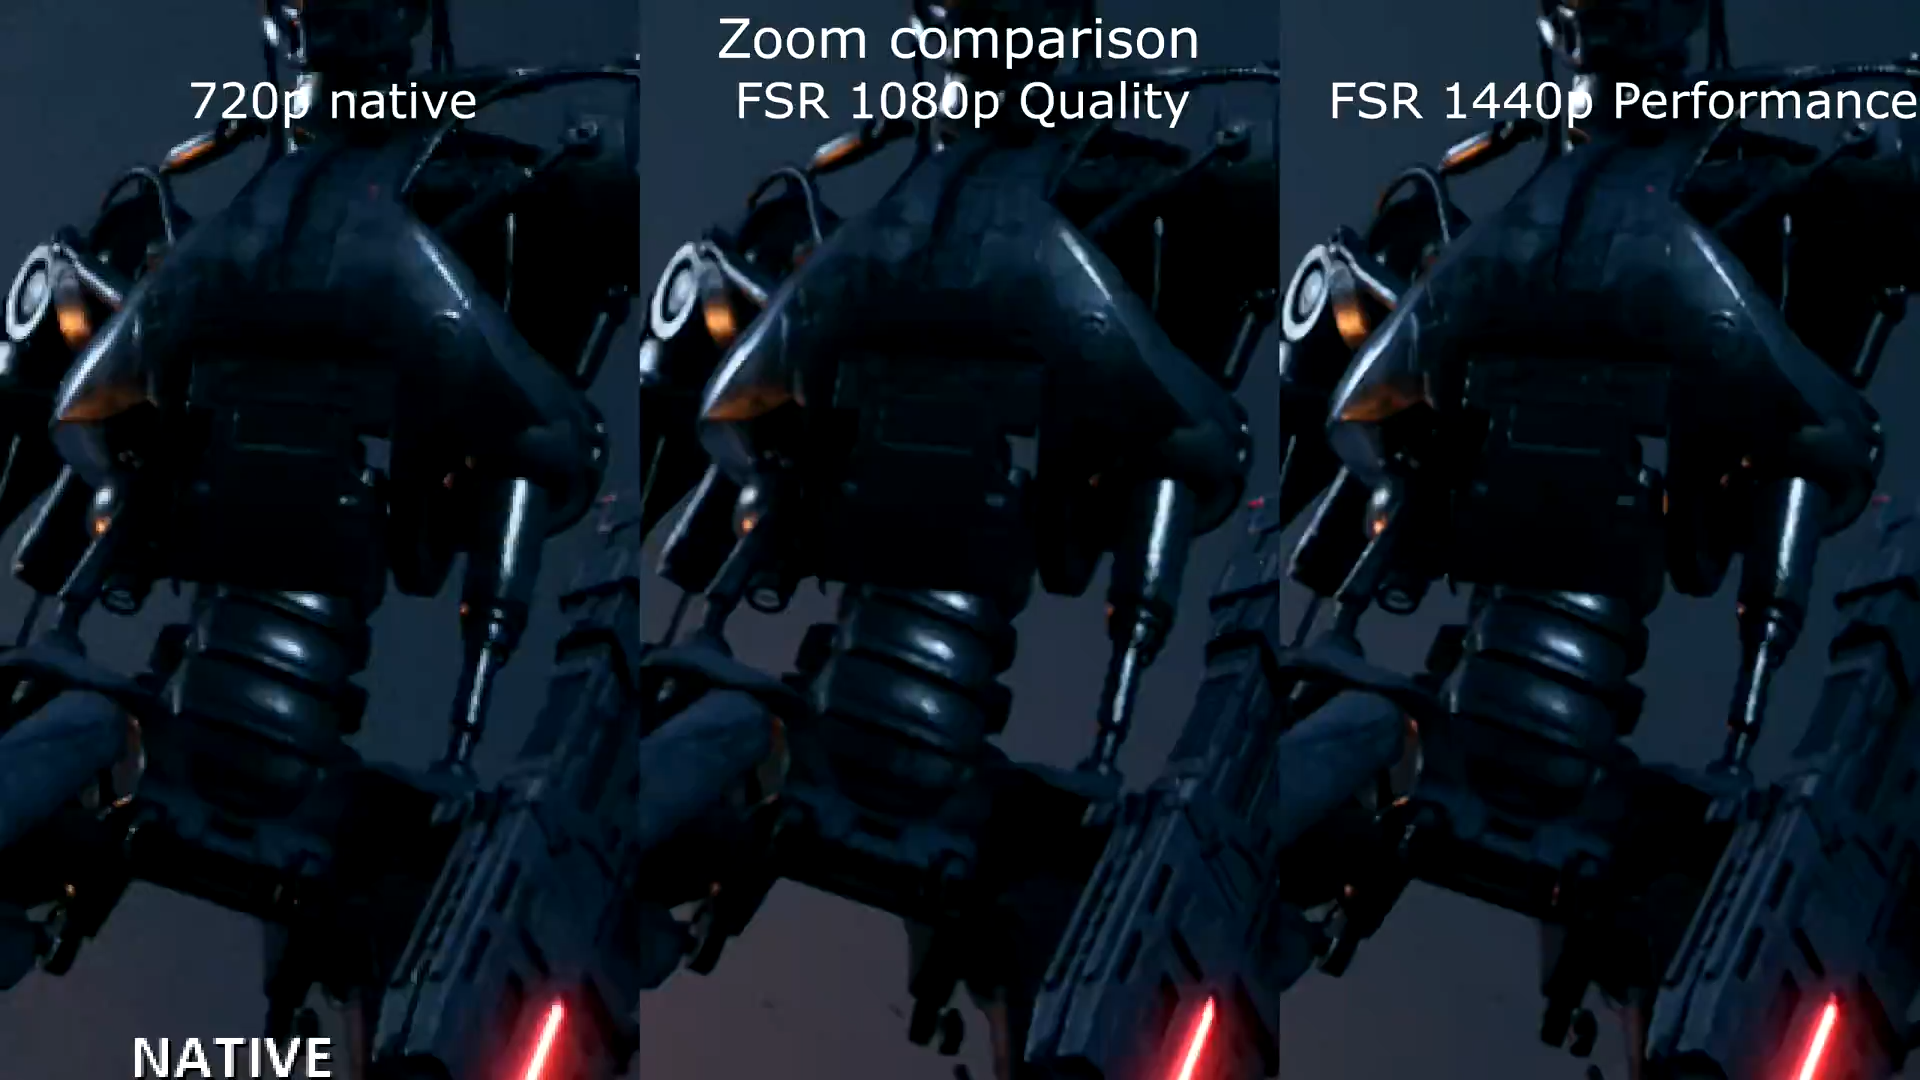 Zoom comparison
720p native
FSR 1080p Quality
FSR 1440p Performance
NATIVE